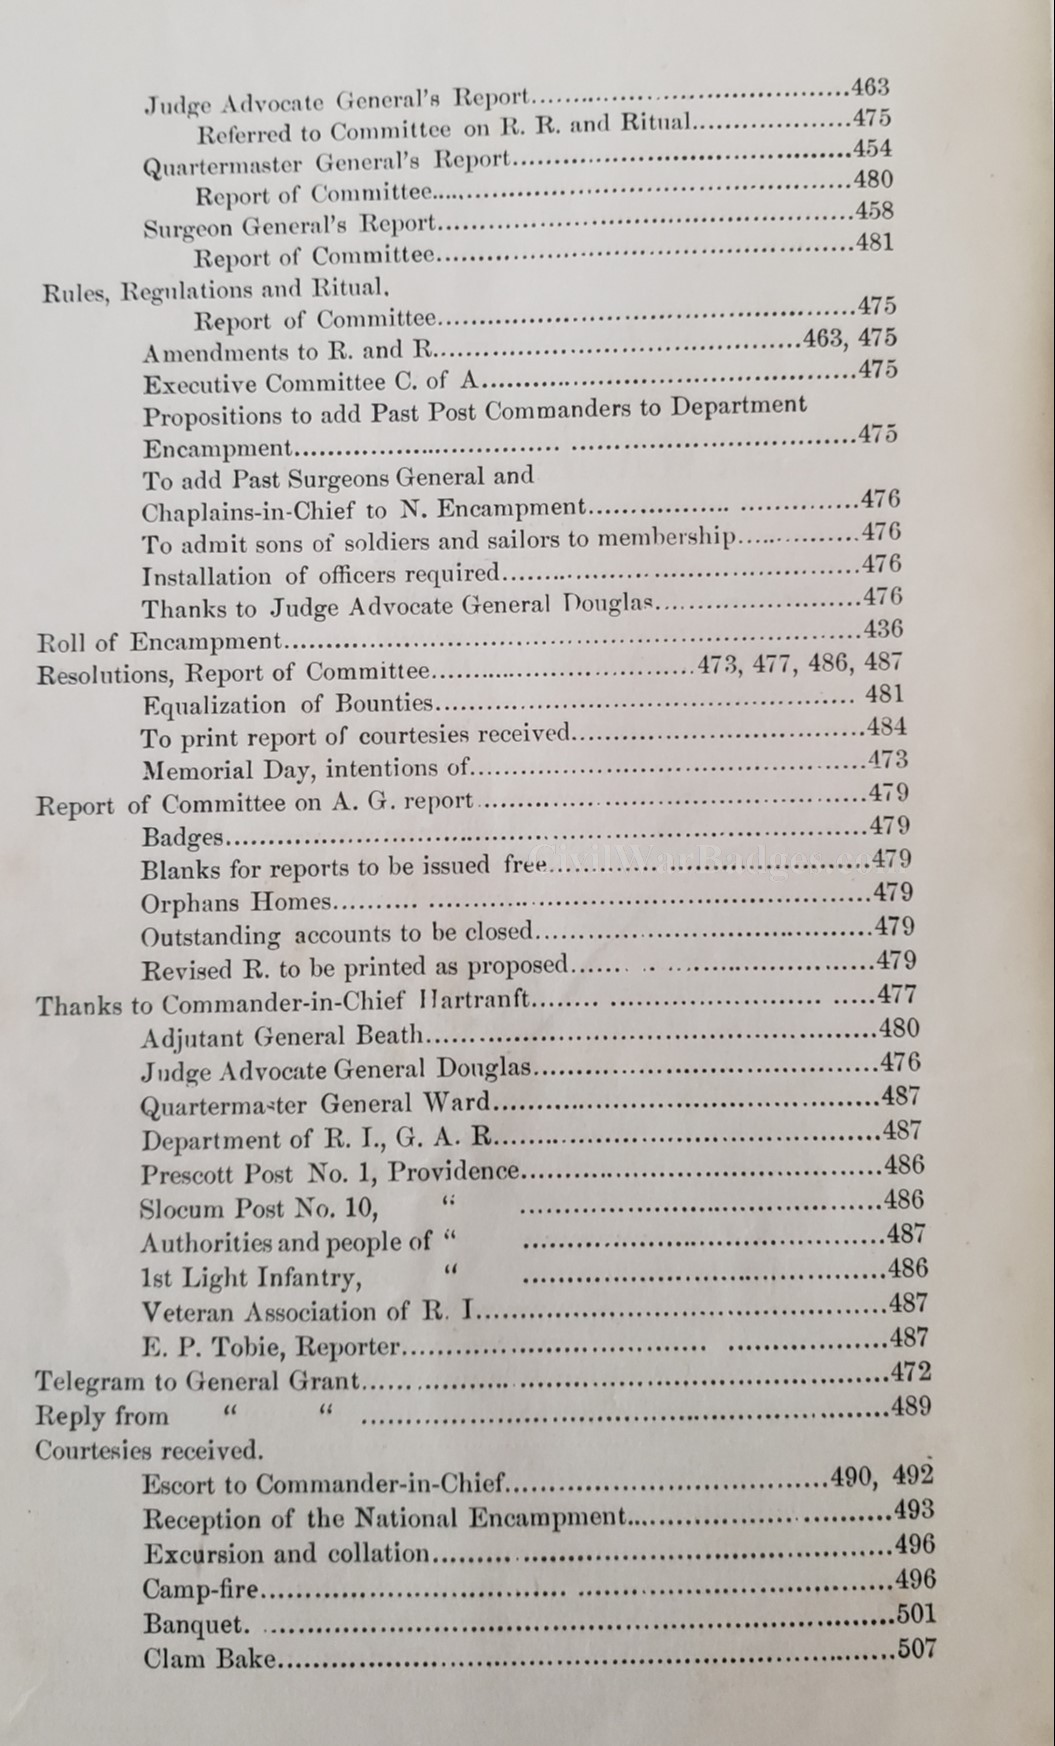 Judge Advocate General's Report....................463
Referred to Committee on R. R. and Ritual....................475
Quartermaster General's Report....................454
Report of Committee....................480
Surgeon General's Report....................458
Report of Committee....................481
Rules, Regulations and Ritual.
Report of Committee....................475
Amendments to R. and R....................463, 475
Executive Committee C. of A....................475
Propositions to add Past Post Commanders to Department
Encampment....................475
To add Past Surgeons General and
Chaplains-in-Chief to N. Encampment....................476
To admit sons of soldiers and sailors to membership....................476
Installation of officers required....................476
Thanks to Judge Advocate General Douglas....................476
Roll of Encampment....................436
Resolutions, Report of Committee....................473, 477, 486, 487
Equalization of Bounties.................... 481
To print report of courtesies received....................484
Memorial Day, intentions of....................473
Report of Committee on A. G. report....................479
Badges....................479
Blanks for reports to be issued free....................479
CivilWarBadges.com
Orphans Homes....................479
Outstanding accounts to be closed....................479
Revised R. to be printed as proposed....................479
Thanks to Commander-in-Chief Hartranft....................477
Adjutant General Beath....................480
Judge Advocate General Douglas....................476
Quartermaster General Ward....................487
Department of R. I., G. A. R....................487
Prescott Post No. 1, Providence....................486
Slocum Post No. 10, " ....................486
Authorities and people of " ....................487
1st Light Infantry, " ....................486
Veteran Association of R. I....................487
E. P. Tobie, Reporter....................487
Telegram to General Grant....................472
Reply from " " ....................489
Courtesies received.
Escort to Commander-in-Chief....................490, 492
Reception of the National Encampment....................493
Excursion and collation....................496
Camp-fire....................496
Banquet. ....................501
Clam Bake....................507